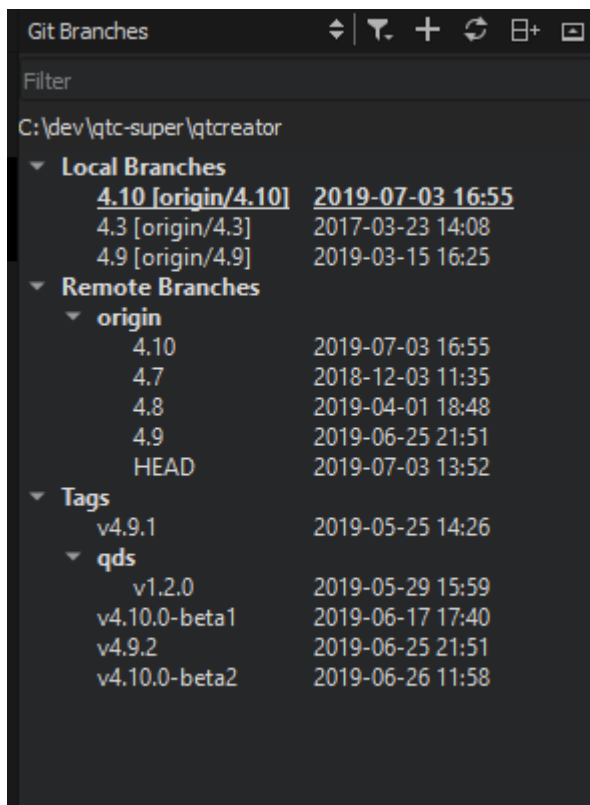 Git Branches
Filter
C:\dev\qtc-super\qtcreator
Local Branches
4.10 [origin/4.10] 2019-07-03 16:55
4.3 [origin/4.3] 2017-03-23 14:08
4.9 [origin/4.9] 2019-03-15 16:25
Remote Branches
origin
4.10 2019-07-03 16:55
4.7 2018-12-03 11:35
4.8 2019-04-01 18:48
4.9 2019-06-25 21:51
HEAD 2019-07-03 13:52
Tags
v4.9.1 2019-05-25 14:26
qds
v1.2.0 2019-05-29 15:59
v4.10.0-beta1 2019-06-17 17:40
v4.9.2 2019-06-25 21:51
v4.10.0-beta2 2019-06-26 11:58